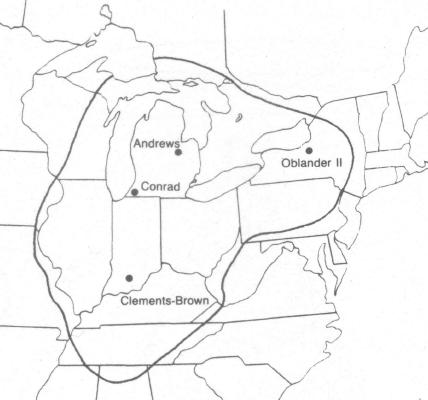 Andrews
Oblander II
Conrad
Clements-Brown